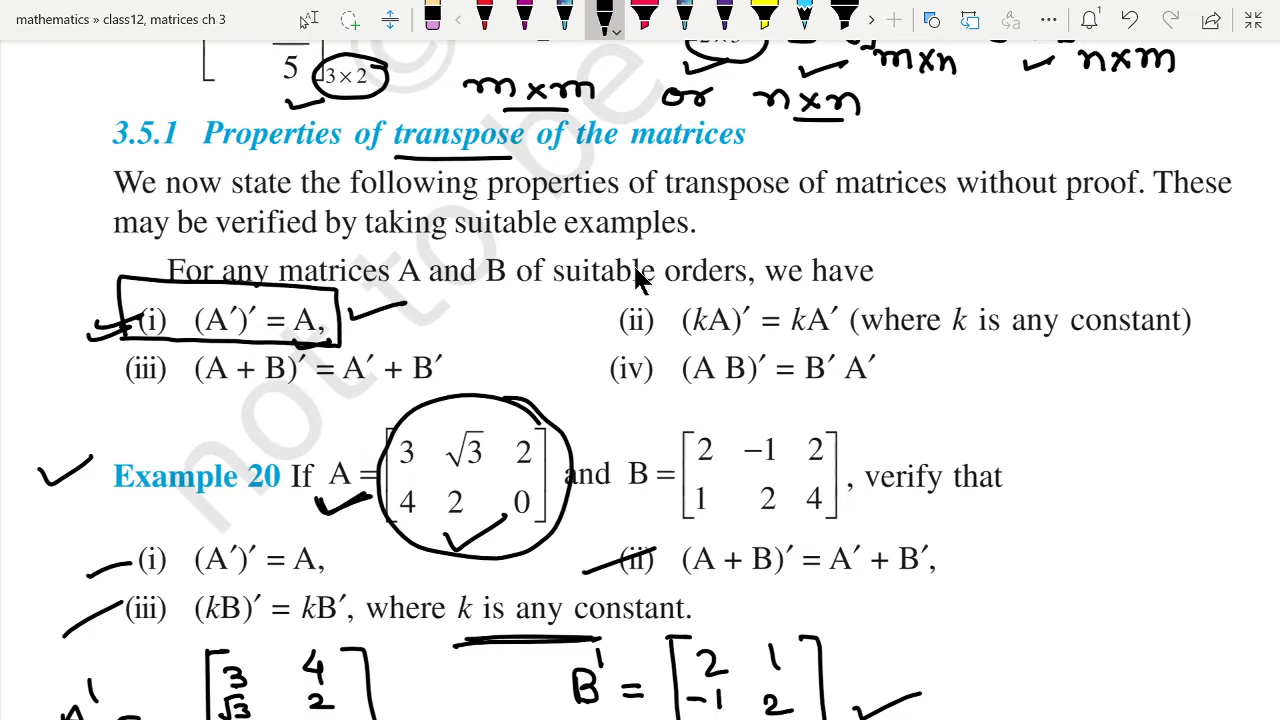 mathematics » class12, matrices ch 3
5 3 × 2 m × m or n × n m × n n × m
3.5.1 Properties of transpose of the matrices
We now state the following properties of transpose of matrices without proof. These
may be verified by taking suitable examples.
For any matrices A and B of suitable orders, we have
(i) (A′)′ = A, (ii) (kA)′ = kA′ (where k is any constant)
(iii) (A + B)′ = A′ + B′ (iv) (A B)′ = B′ A′
Example 20 If A = [3 √3 2 4 2 0] and B = [2 −1 2 1 2 4], verify that
(i) (A′)′ = A, (ii) (A + B)′ = A′ + B′,
(iii) (kB)′ = kB′, where k is any constant.
A' = [3 4 √3 2 B' = [2 1 −1 2
not to be